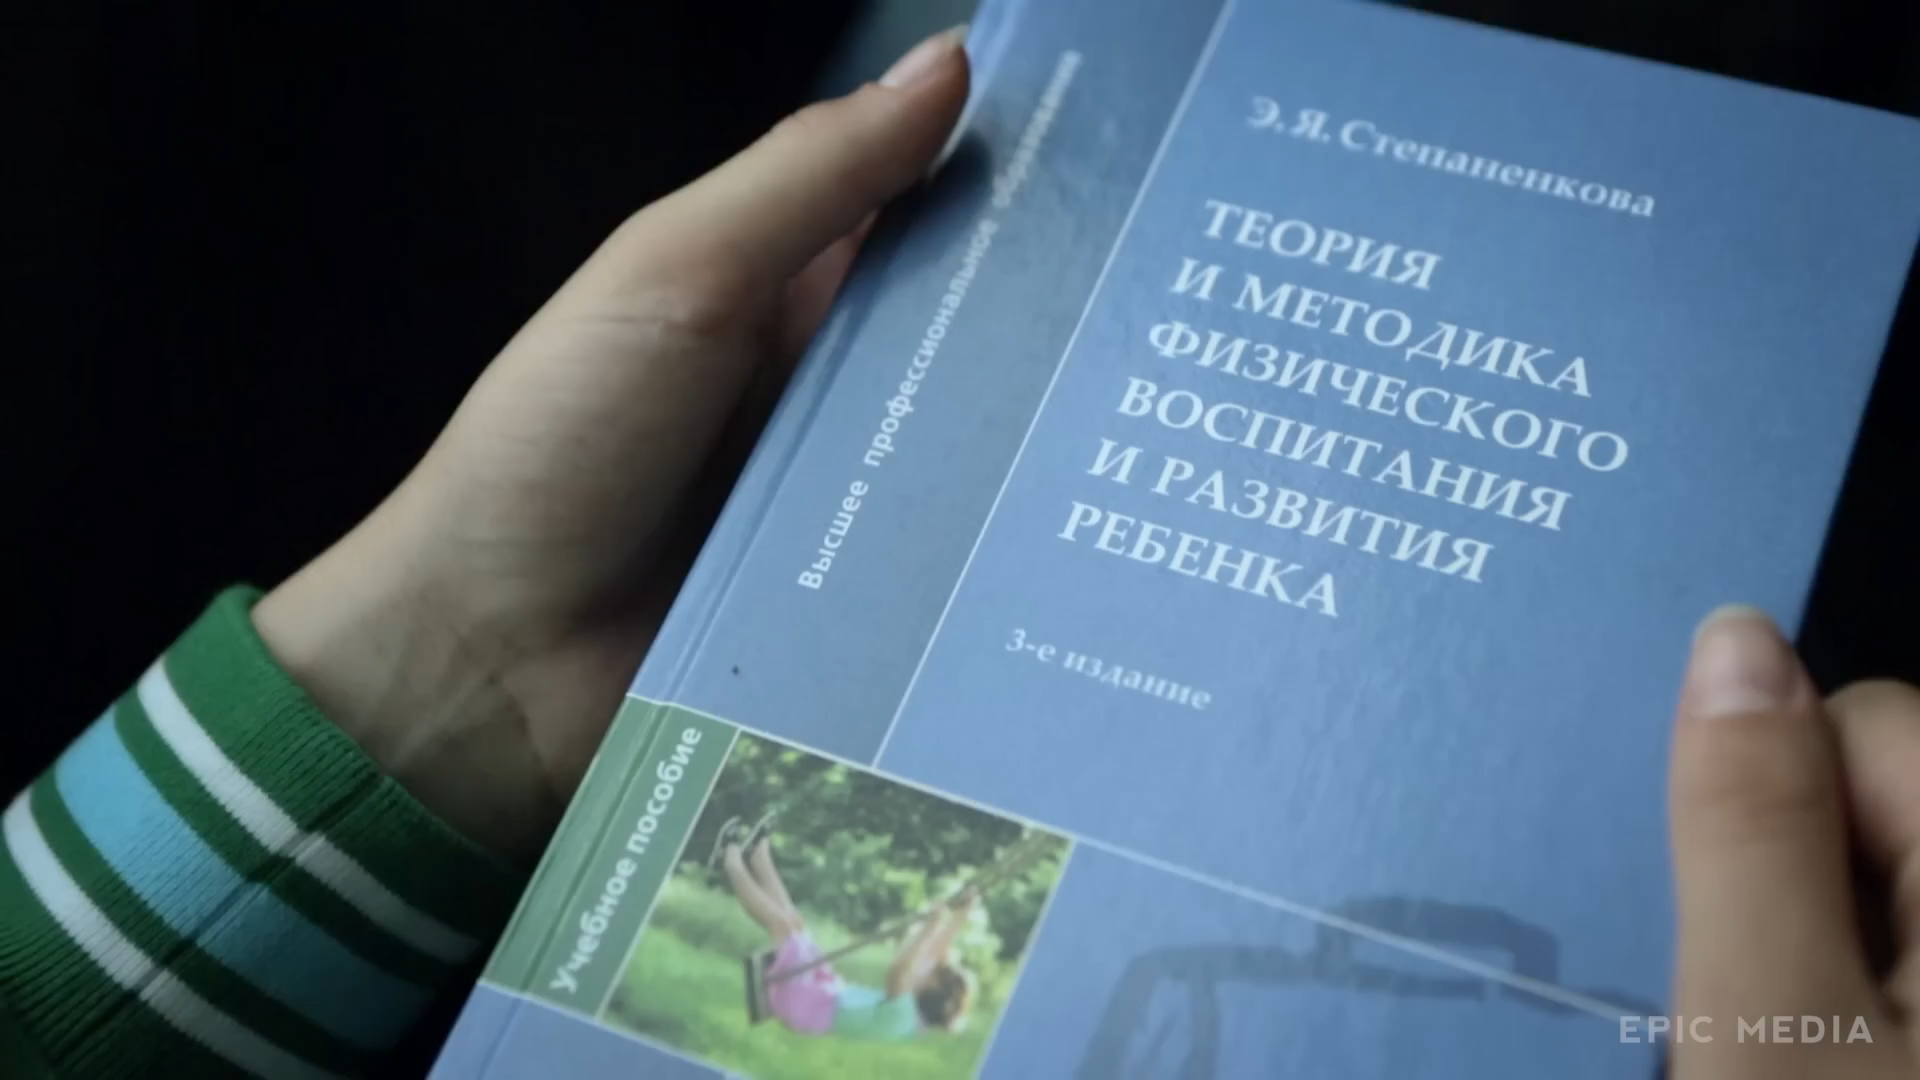 Э. Я. Степаненкова
ТЕОРИЯ
И МЕТОДИКА
ФИЗИЧЕСКОГО
ВОСПИТАНИЯ
И РАЗВИТИЯ
РЕБЕНКА
3-е издание
Высшее профессиональное образование
Учебное пособие
EPIC MEDIA